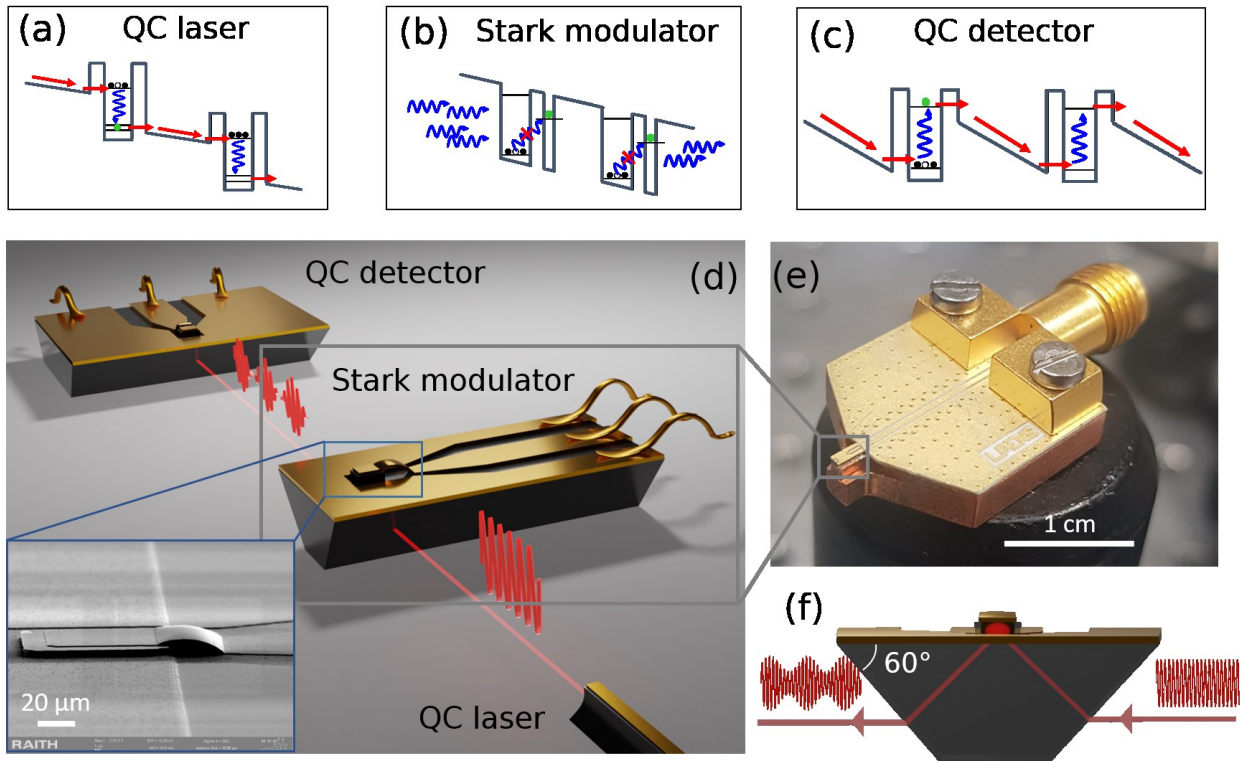 (a) QC laser
(b) Stark modulator
(c) QC detector
(d)
QC detector
Stark modulator
20 µm
RAITH
QC laser
(e)
1 cm
(f)
60°